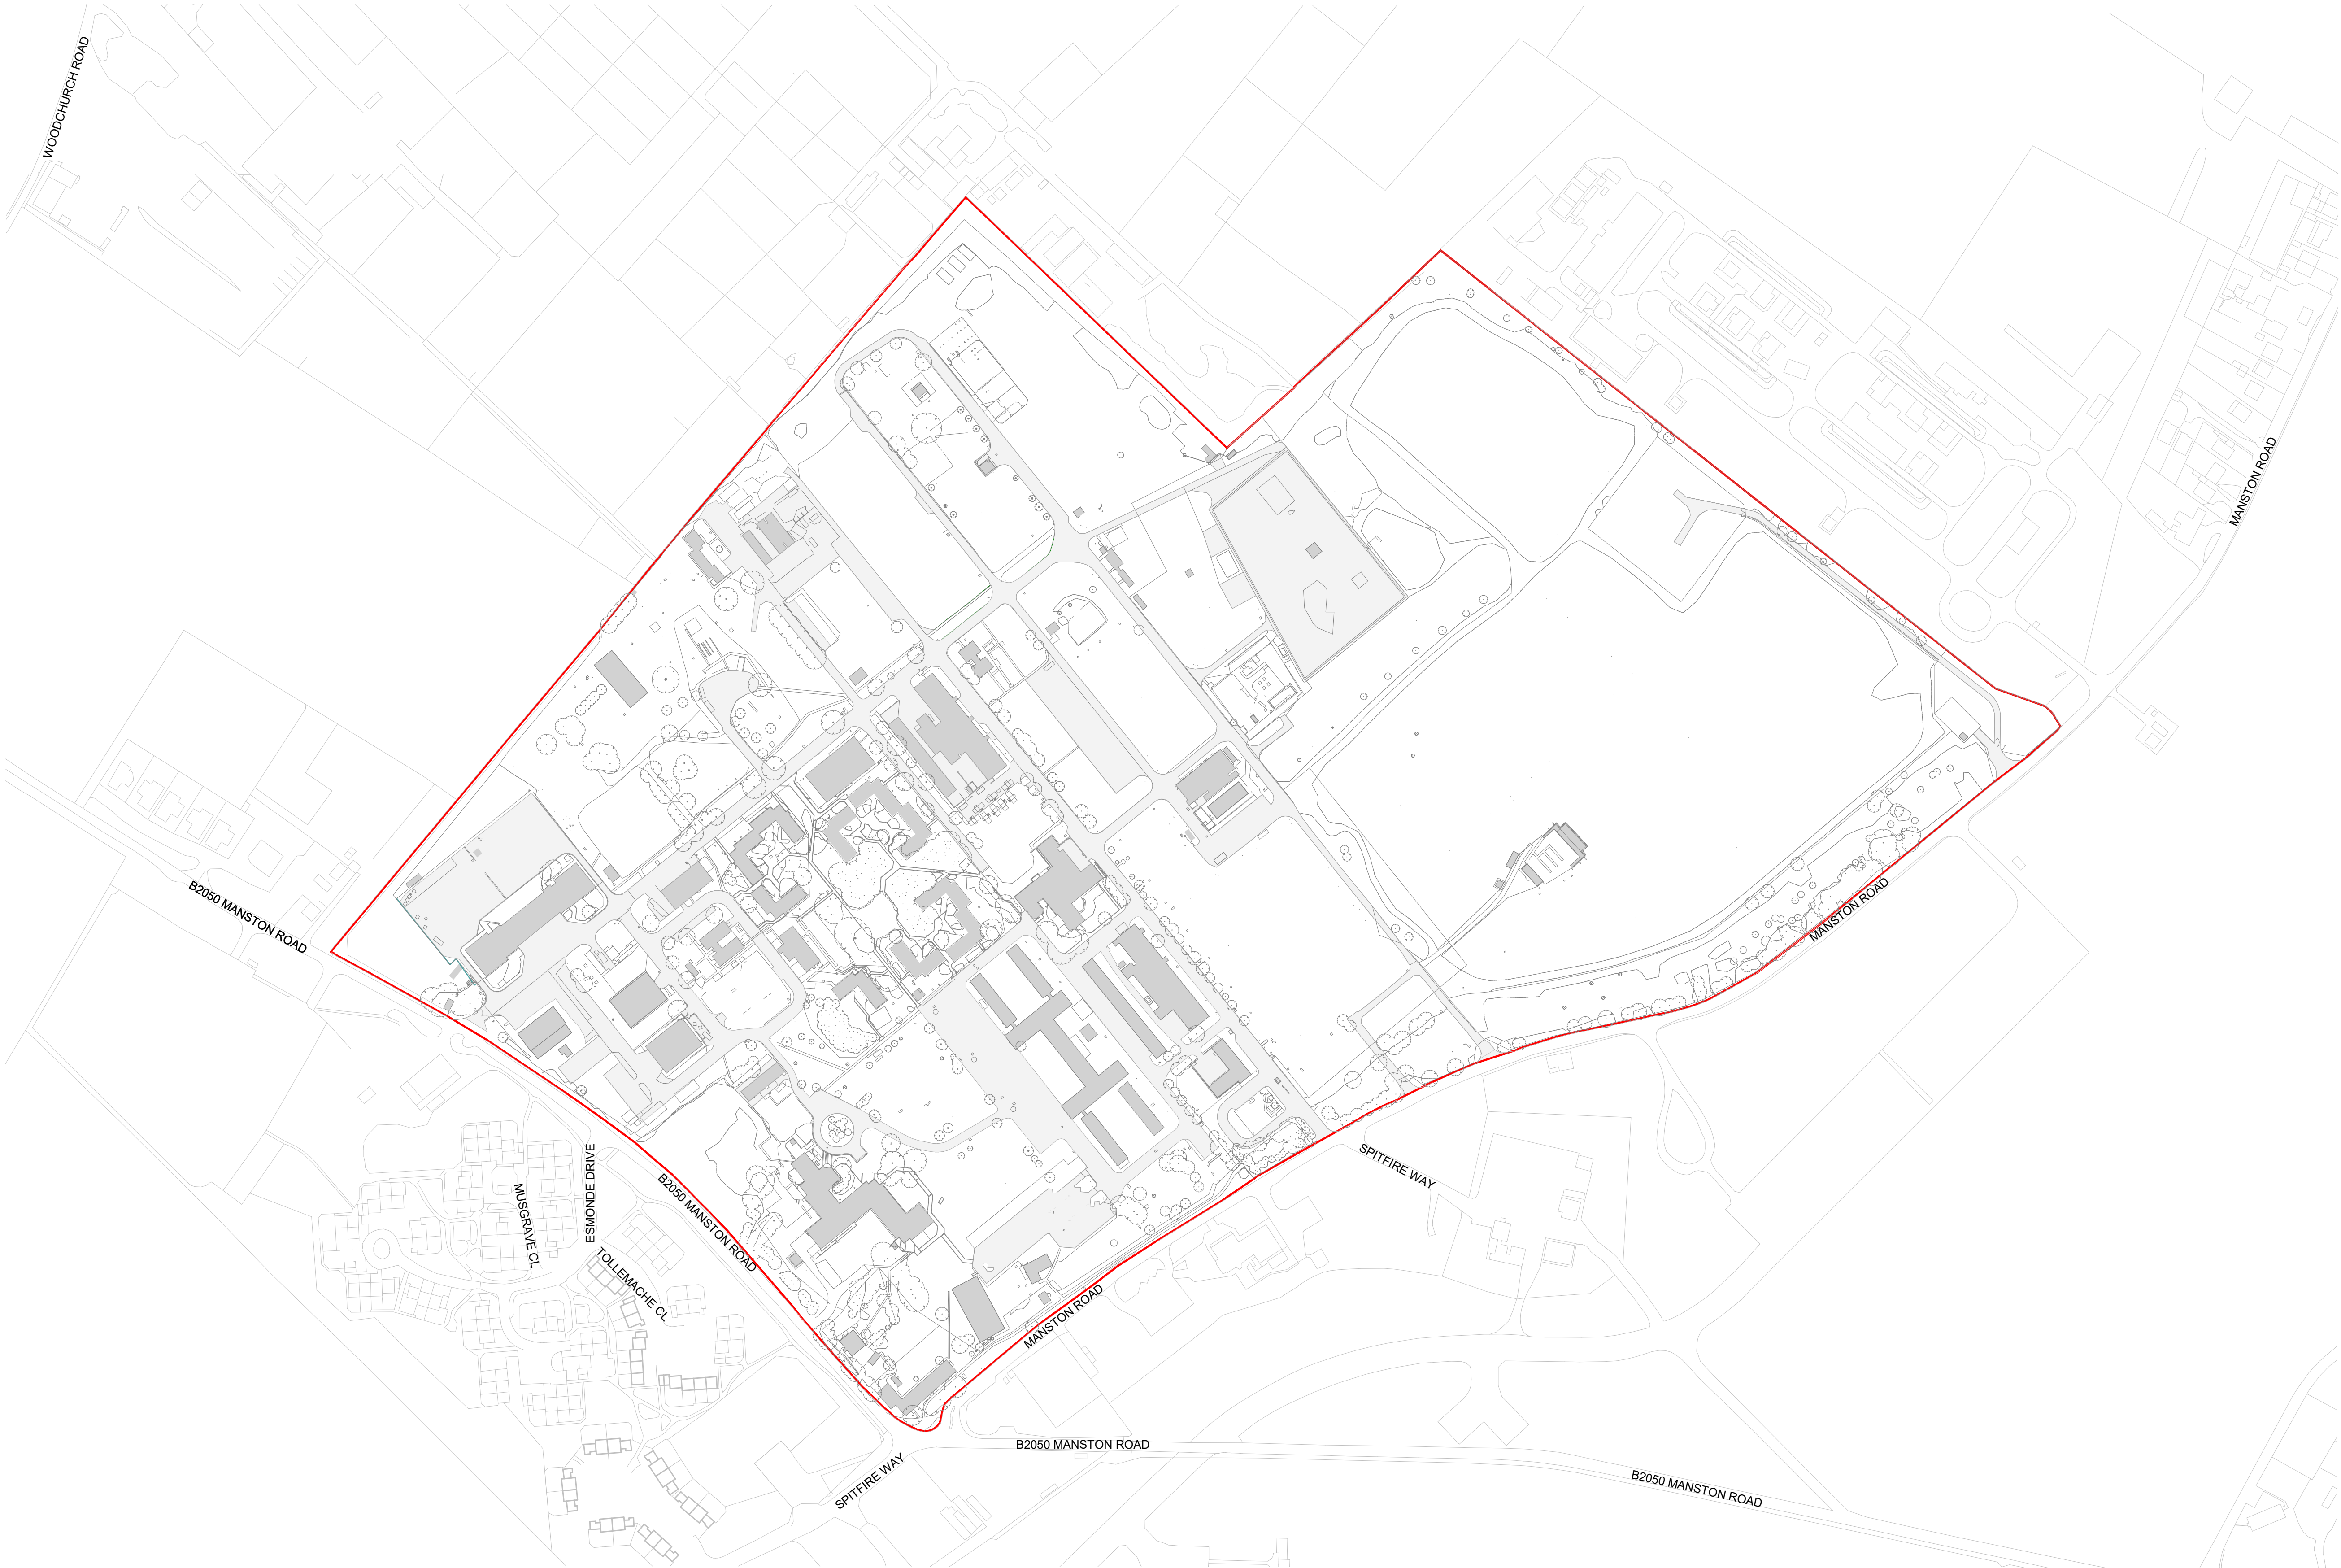 WOODCHURCH ROAD
MANSTON ROAD
B2050 MANSTON ROAD
MANSTON ROAD
SPITFIRE WAY
ESMONDE DRIVE
MUSGRAVE CL
B2050 MANSTON ROAD
TOLLEMACHE CL
MANSTON ROAD
B2050 MANSTON ROAD
SPITFIRE WAY
B2050 MANSTON ROAD